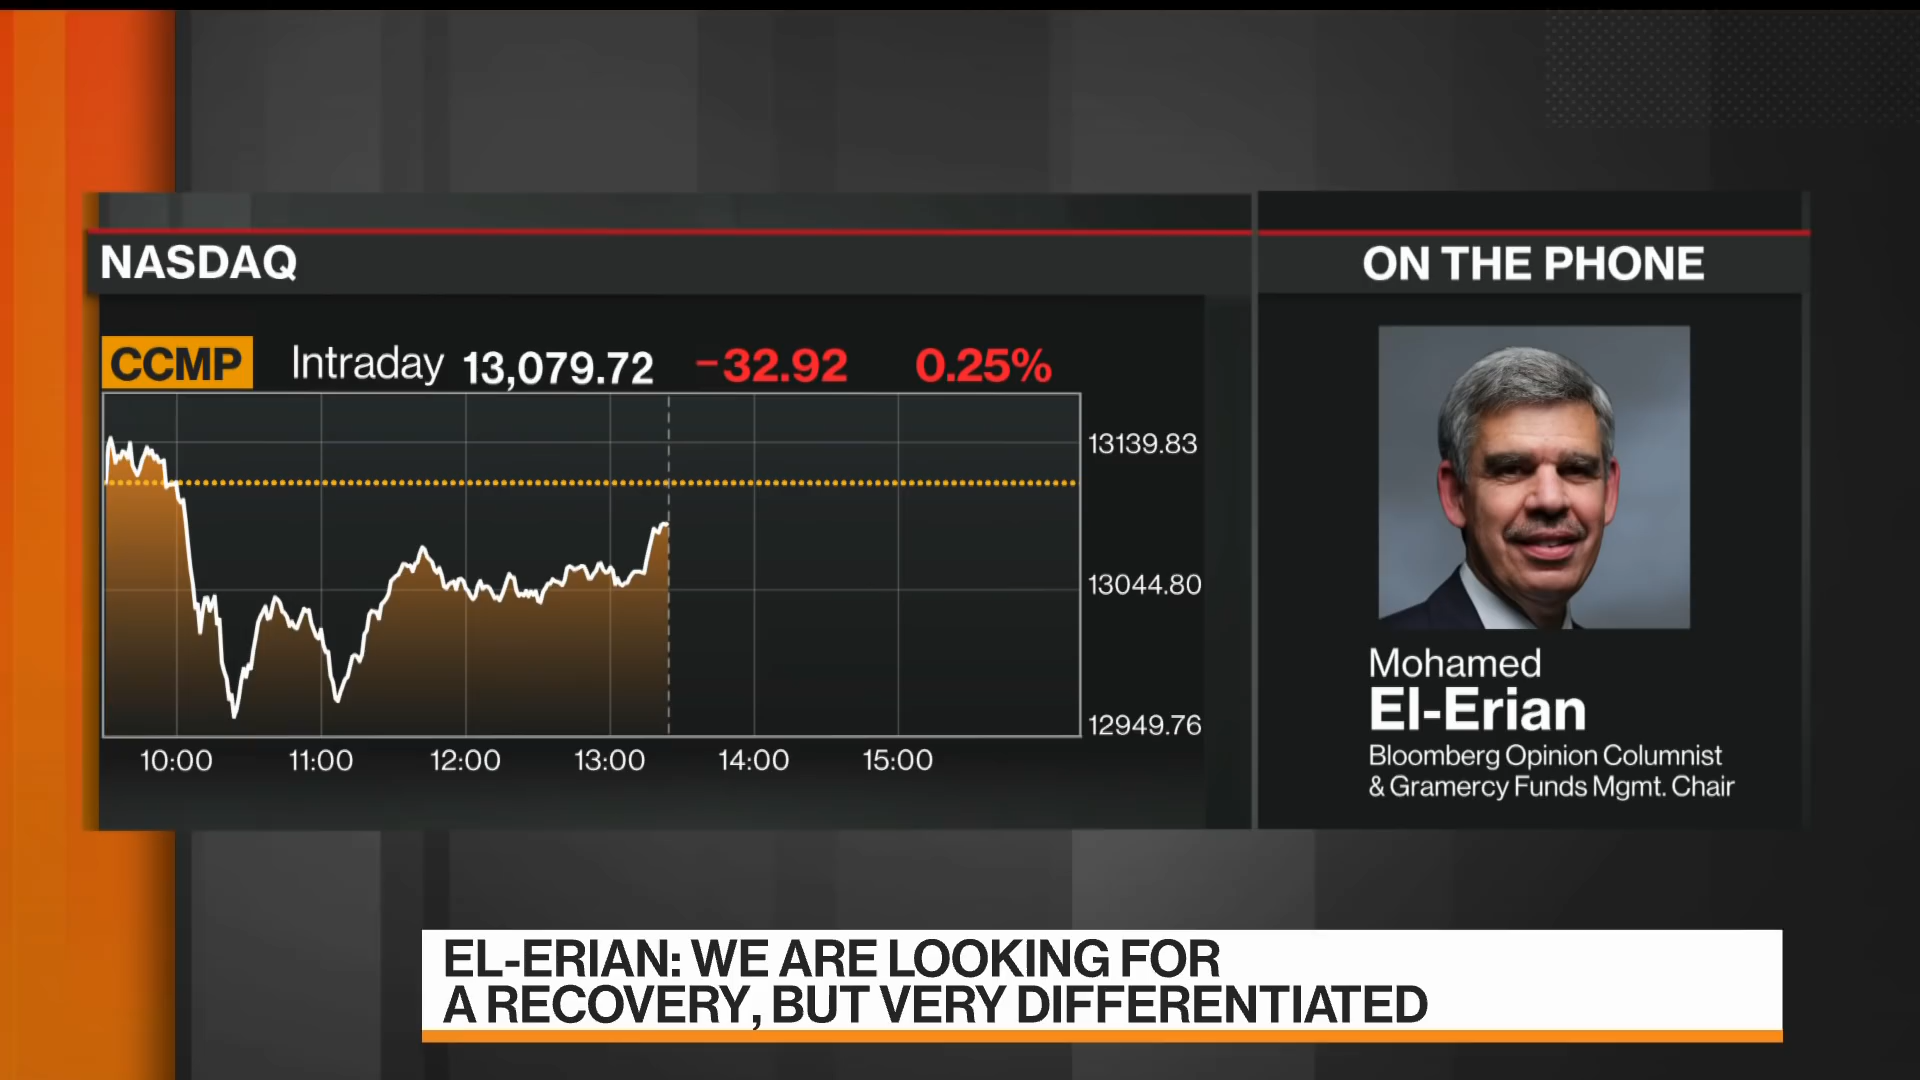 NASDAQ
CCMP Intraday 13,079.72 -32.92 0.25%
13139.83
13044.80
12949.76
10:00 11:00 12:00 13:00 14:00 15:00
ON THE PHONE
Mohamed
El-Erian
Bloomberg Opinion Columnist
& Gramercy Funds Mgmt. Chair
EL-ERIAN: WE ARE LOOKING FOR
A RECOVERY, BUT VERY DIFFERENTIATED